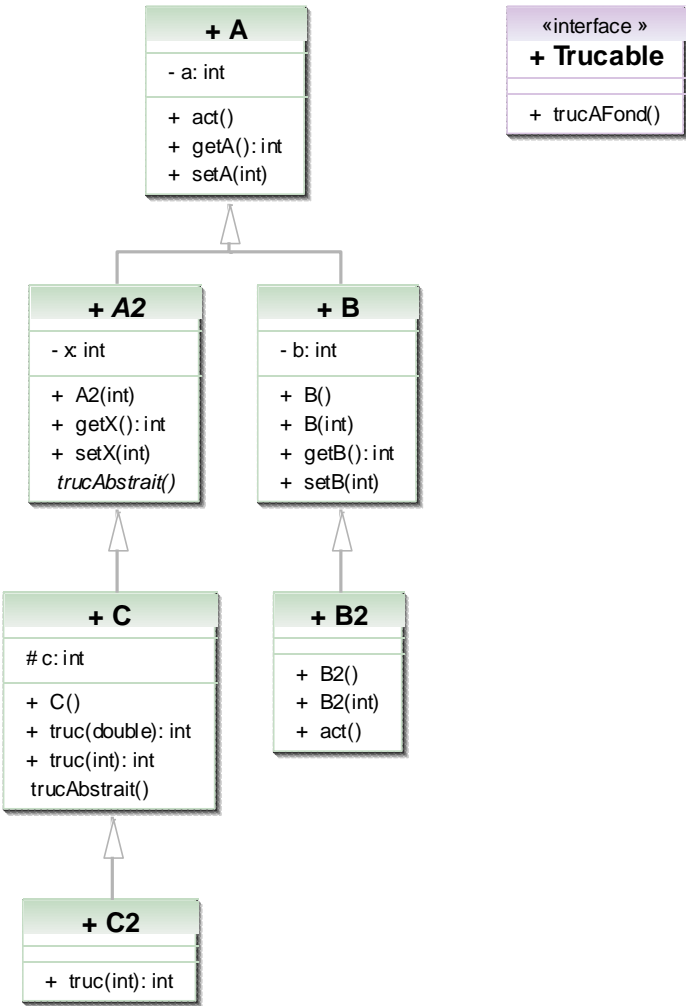 + A
- a: int
+ act()
+ getA(): int
+ setA(int)
«interface »
+ Trucable
+ trucAFond()
+ A2
- x: int
+ A2(int)
+ getX(): int
+ setX(int)
trucAbstrait()
+ B
- b: int
+ B()
+ B(int)
+ getB(): int
+ setB(int)
+ C
# c: int
+ C()
+ truc(double): int
+ truc(int): int
trucAbstrait()
+ B2
+ B2()
+ B2(int)
+ act()
+ C2
+ truc(int): int